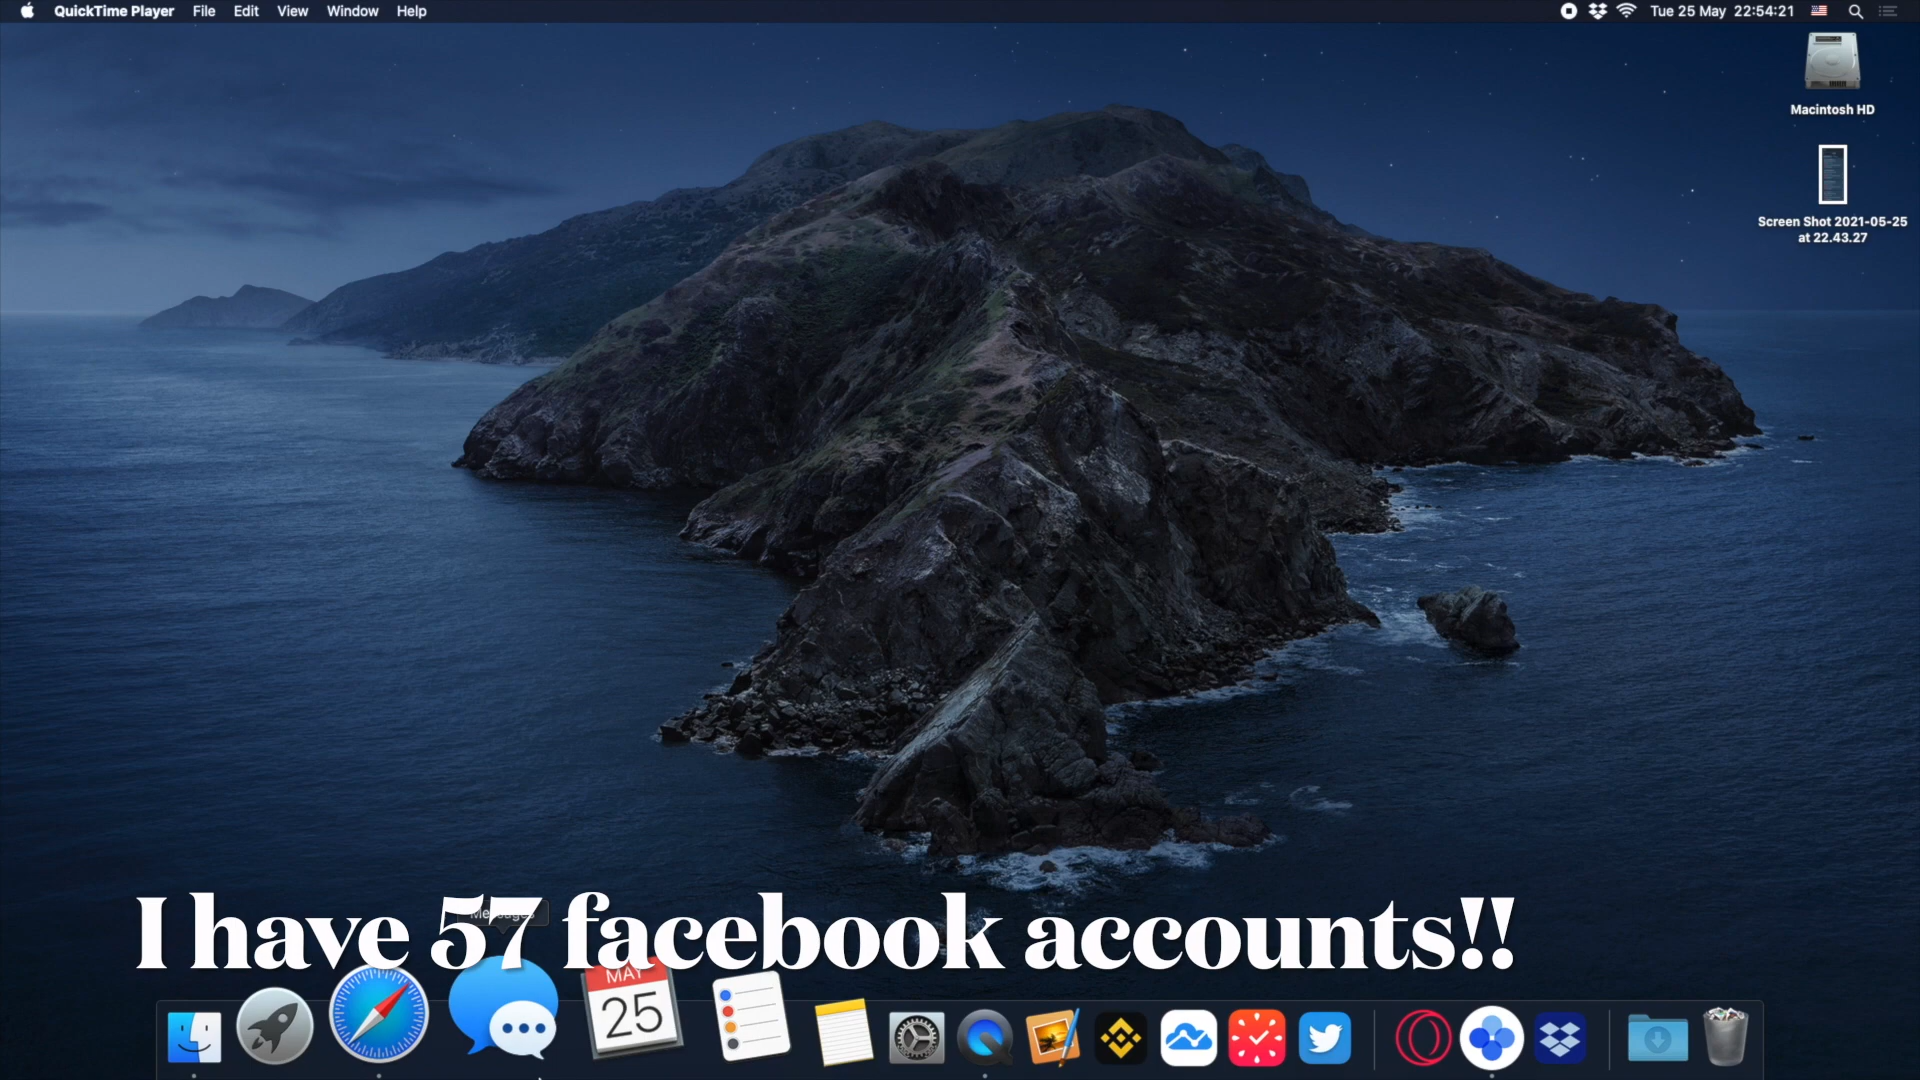 QuickTime Player File Edit View Window Help Tue 25 May 22:54:21
Macintosh HD
Screen Shot 2021-05-25
at 22.43.27
Messages
I have 57 facebook accounts!!
MAY
25